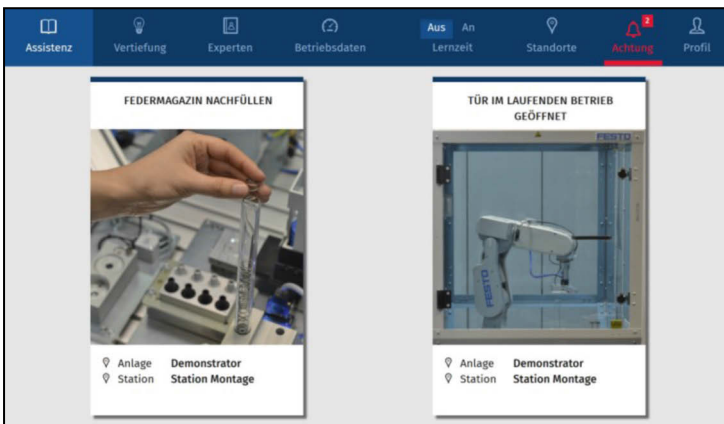 Assistenz
Vertiefung
Experten
Betriebsdaten
Aus An
Lernzeit
Standorte
2
Achtung
Profil
FEDERMAGAZIN NACHFÜLLEN
Anlage Demonstrator
Station Station Montage
TÜR IM LAUFENDEN BETRIEB
GEÖFFNET
FESTO
FESTO
Anlage Demonstrator
Station Station Montage